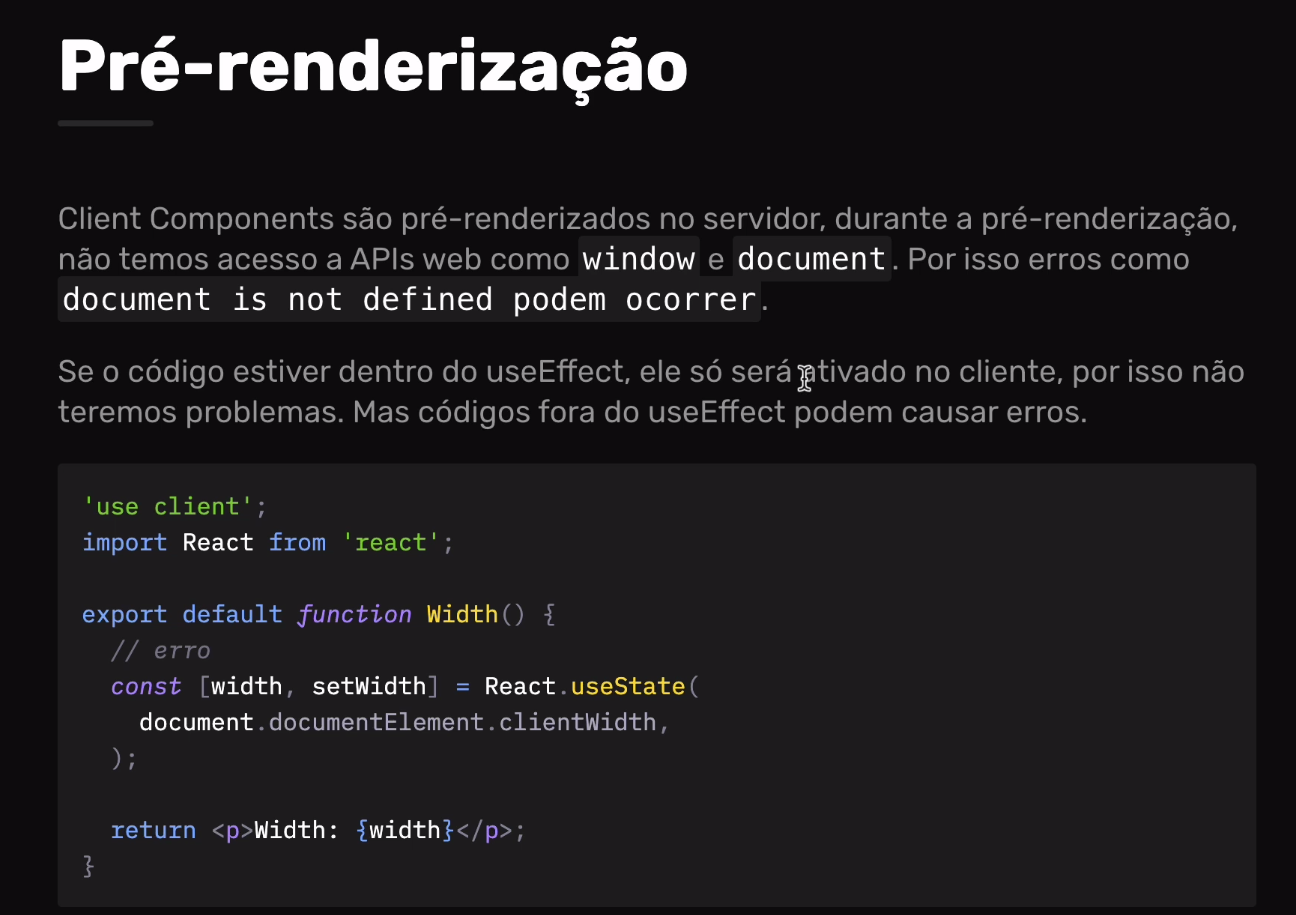 Pré-renderização
Client Components são pré-renderizados no servidor, durante a pré-renderização,
não temos acesso a APIs web como window e document. Por isso erros como
document is not defined podem ocorrer.
Se o código estiver dentro do useEffect, ele só será ativado no cliente, por isso não
teremos problemas. Mas códigos fora do useEffect podem causar erros.
'use client';
import React from 'react';
export default function Width() {
// erro
const [width, setWidth] = React.useState(
document.documentElement.clientWidth,
);
return <p>Width: {width}</p>;
}